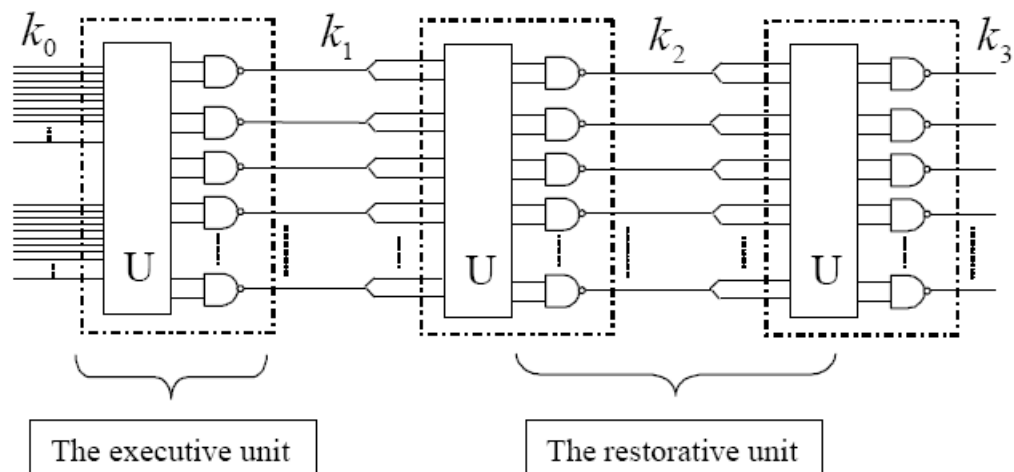 k0 k1 k2 k3
U U U
The executive unit
The restorative unit